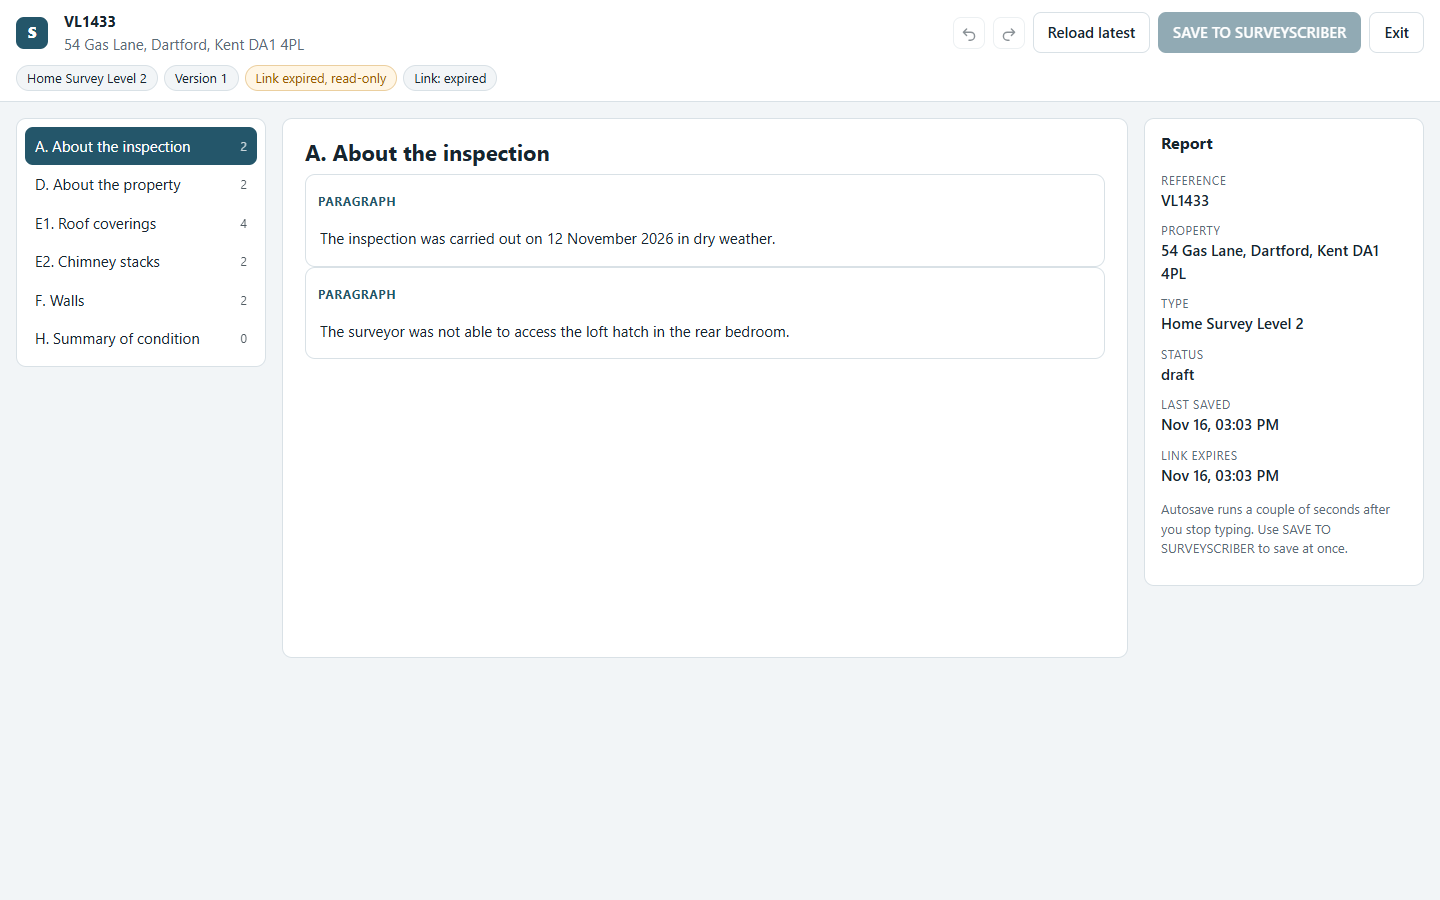 S
VL1433
54 Gas Lane, Dartford, Kent DA1 4PL
Reload latest
SAVE TO SURVEYSCRIBER
Exit
Home Survey Level 2
Version 1
Link expired, read-only
Link: expired
A. About the inspection 2
D. About the property 2
E1. Roof coverings 4
E2. Chimney stacks 2
F. Walls 2
H. Summary of condition 0
A. About the inspection
PARAGRAPH
The inspection was carried out on 12 November 2026 in dry weather.
PARAGRAPH
The surveyor was not able to access the loft hatch in the rear bedroom.
Report
REFERENCE
VL1433
PROPERTY
54 Gas Lane, Dartford, Kent DA1
4PL
TYPE
Home Survey Level 2
STATUS
draft
LAST SAVED
Nov 16, 03:03 PM
LINK EXPIRES
Nov 16, 03:03 PM
Autosave runs a couple of seconds after
you stop typing. Use SAVE TO
SURVEYSCRIBER to save at once.